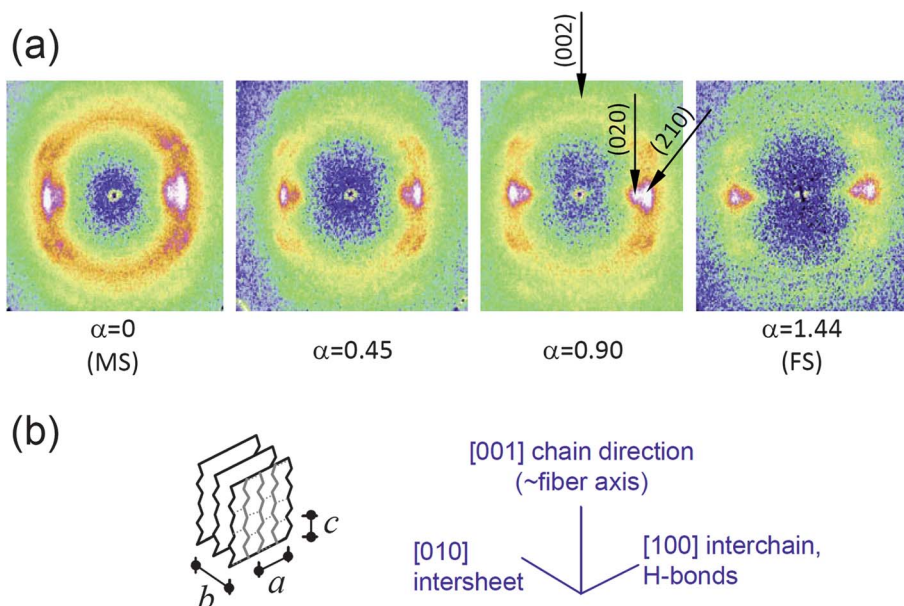 (a)
(002)
(020)
(210)
α=0
(MS)
α=0.45
α=0.90
α=1.44
(FS)
(b)
c
a
b
[001] chain direction
(~fiber axis)
[010]
intersheet
[100] interchain,
H-bonds